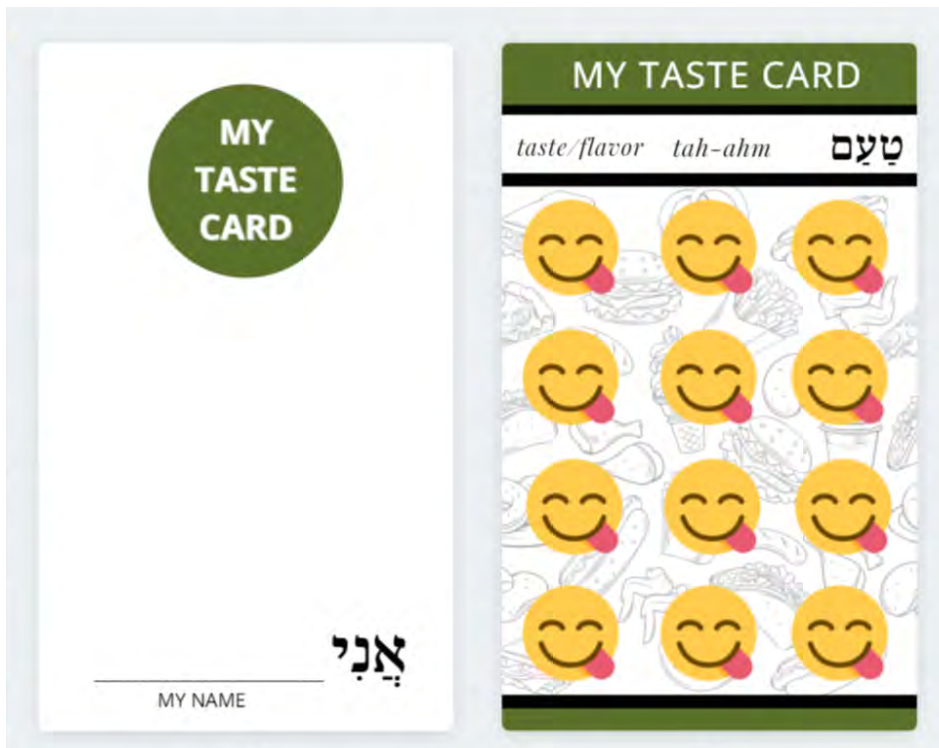 MY
TASTE
CARD
אֲנִי
MY NAME
MY TASTE CARD
taste/flavor tah-ahm טַעַם